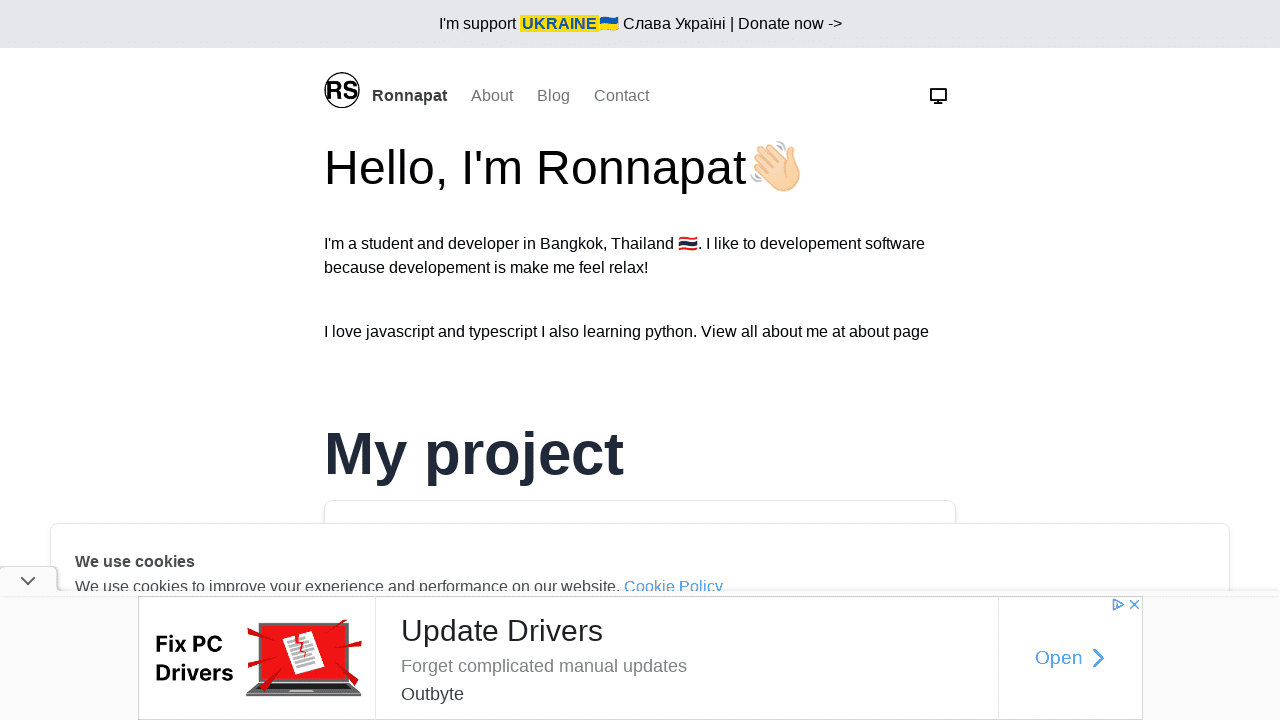 I'm support UKRAINE🇺🇦 Слава Україні | Donate now ->
RS Ronnapat About Blog Contact
Hello, I'm Ronnapat👋🏻
I'm a student and developer in Bangkok, Thailand 🇹🇭. I like to developement software
because developement is make me feel relax!
I love javascript and typescript I also learning python. View all about me at about page
My project
We use cookies
We use cookies to improve your experience and performance on our website. Cookie Policy
Fix PC
Drivers
Update Drivers
Forget complicated manual updates
Outbyte
Open